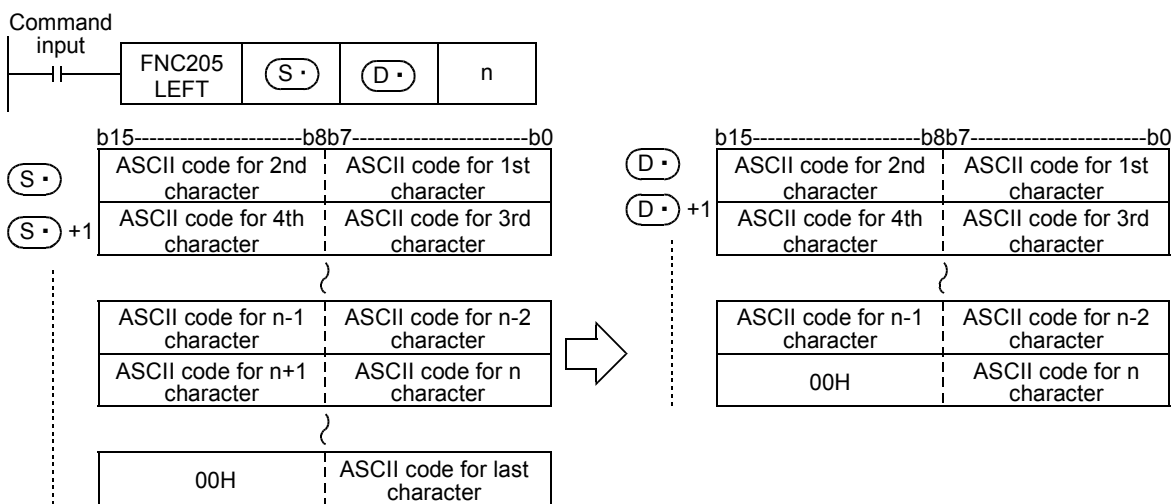 Command
input
FNC205
LEFT
S・
D・
n
b15----------------------b8b7-----------------------b0
S・
ASCII code for 2nd
character
ASCII code for 1st
character
S・ +1
ASCII code for 4th
character
ASCII code for 3rd
character
ASCII code for n-1
character
ASCII code for n-2
character
ASCII code for n+1
character
ASCII code for n
character
00H
ASCII code for last
character
b15----------------------b8b7-----------------------b0
D・
ASCII code for 2nd
character
ASCII code for 1st
character
D・ +1
ASCII code for 4th
character
ASCII code for 3rd
character
ASCII code for n-1
character
ASCII code for n-2
character
00H
ASCII code for n
character